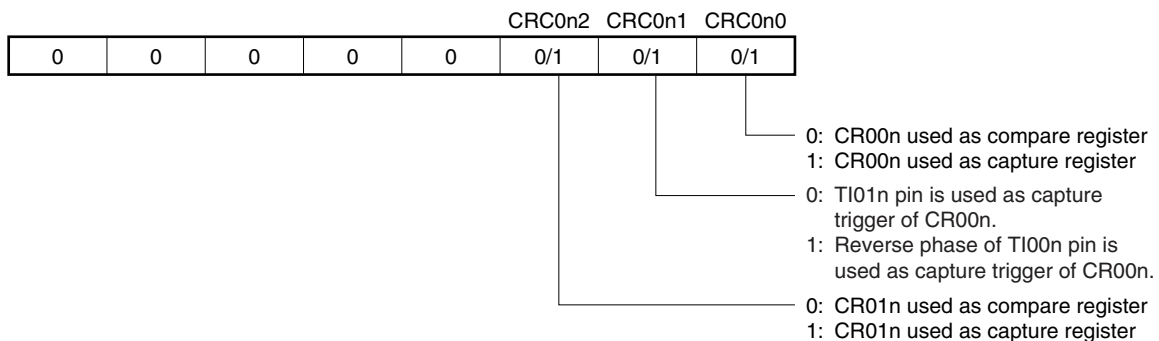 CRC0n2 CRC0n1 CRC0n0
0 0 0 0 0 0/1 0/1 0/1
0: CR00n used as compare register
1: CR00n used as capture register
0: TI01n pin is used as capture
trigger of CR00n.
1: Reverse phase of TI00n pin is
used as capture trigger of CR00n.
0: CR01n used as compare register
1: CR01n used as capture register